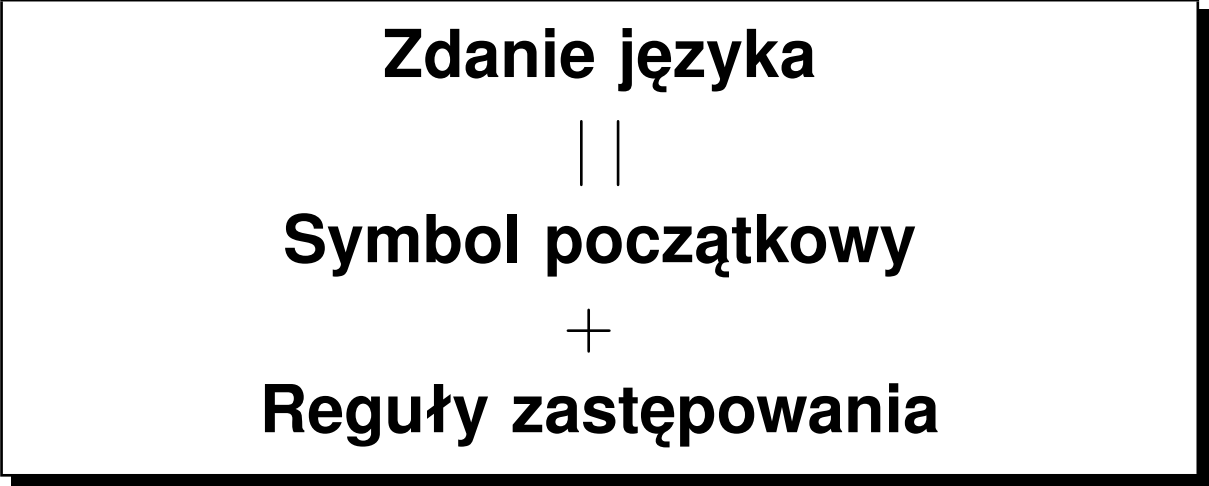 Zdanie języka
||
Symbol początkowy
+
Reguły zastępowania